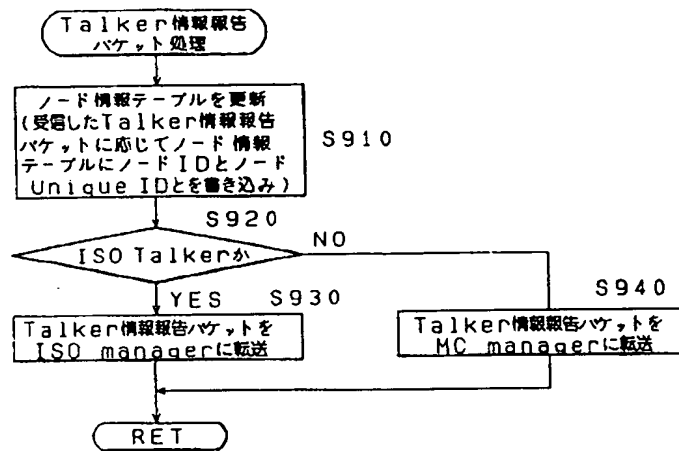 Talker情報報告
パケット処理
ノード情報テーブルを更新
(受信したTalker情報報告
パケットに応じてノード情報
テーブルにノードIDとノード
Unique IDとを書き込み)
S910
S920
ISO Talkerか
NO
YES
S930
S940
Talker情報報告パケットを
ISO managerに転送
Talker情報報告パケットを
MC managerに転送
RET